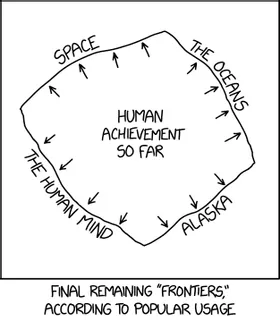 SPACE
THE OCEANS
HUMAN
ACHIEVEMENT
SO FAR
THE HUMAN MIND
ALASKA
FINAL REMAINING "FRONTIERS,"
ACCORDING TO POPULAR USAGE